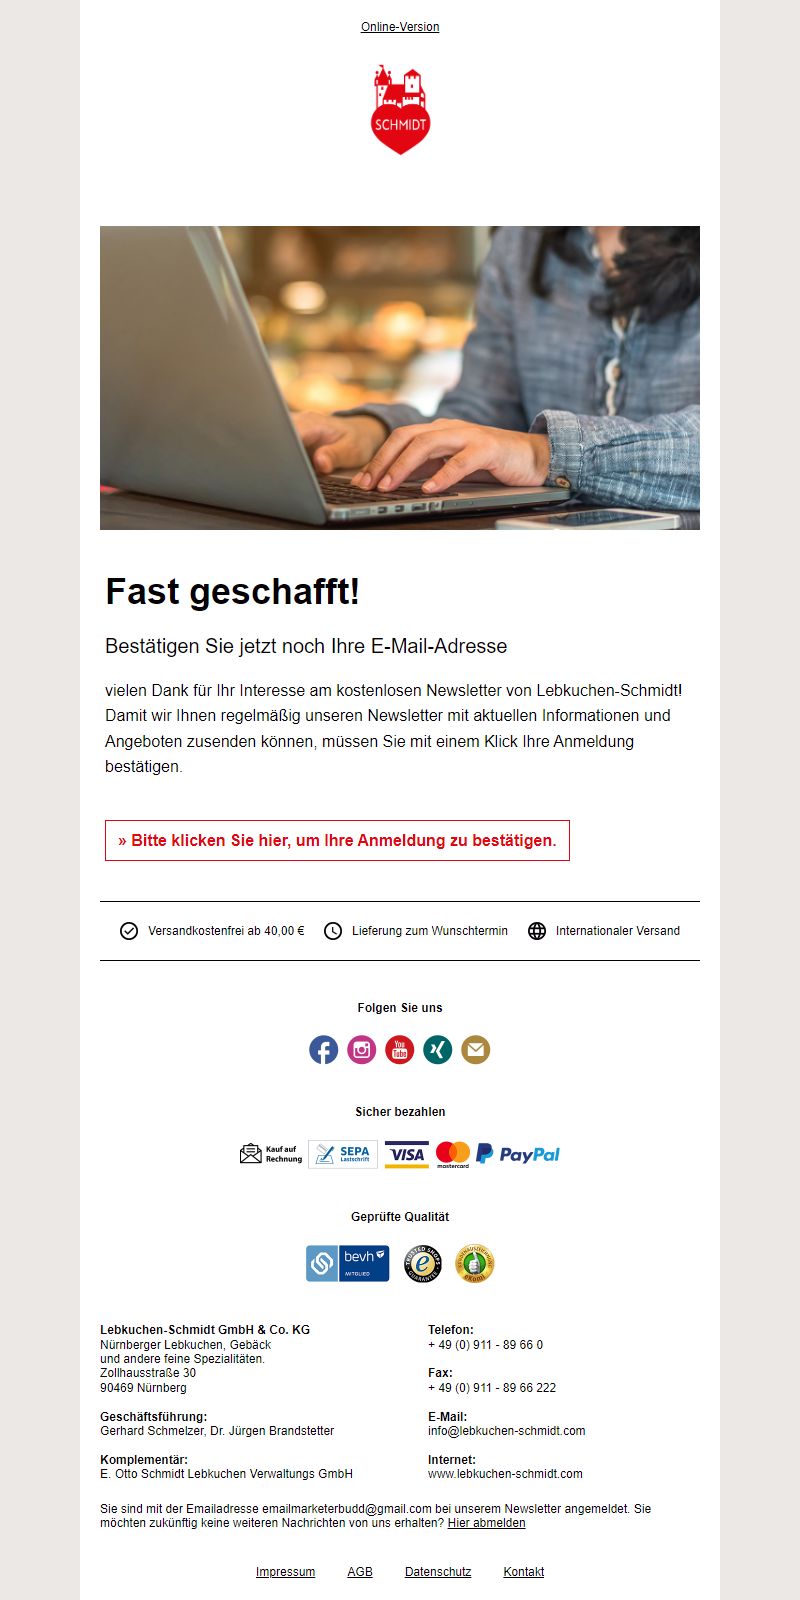 Online-Version
SCHMIDT
Fast geschafft!
Bestätigen Sie jetzt noch Ihre E-Mail-Adresse
vielen Dank für Ihr Interesse am kostenlosen Newsletter von Lebkuchen-Schmidt!
Damit wir Ihnen regelmäßig unseren Newsletter mit aktuellen Informationen und
Angeboten zusenden können, müssen Sie mit einem Klick Ihre Anmeldung
bestätigen.
» Bitte klicken Sie hier, um Ihre Anmeldung zu bestätigen.
Versandkostenfrei ab 40,00 € Lieferung zum Wunschtermin Internationaler Versand
Folgen Sie uns
You
Tube
Sicher bezahlen
Kauf auf
Rechnung
SEPA
Lastschrift
VISA
mastercard
PayPal
Geprüfte Qualität
bevh
MITGLIED
TRUSTED SHOPS
GUARANTEE
eKomi
Lebkuchen-Schmidt GmbH & Co. KG
Nürnberger Lebkuchen, Gebäck
und andere feine Spezialitäten.
Zollhausstraße 30
90469 Nürnberg
Geschäftsführung:
Gerhard Schmelzer, Dr. Jürgen Brandstetter
Komplementär:
E. Otto Schmidt Lebkuchen Verwaltungs GmbH
Telefon:
+ 49 (0) 911 - 89 66 0
Fax:
+ 49 (0) 911 - 89 66 222
E-Mail:
info@lebkuchen-schmidt.com
Internet:
www.lebkuchen-schmidt.com
Sie sind mit der Emailadresse emailmarketerbudd@gmail.com bei unserem Newsletter angemeldet. Sie
möchten zukünftig keine weiteren Nachrichten von uns erhalten? Hier abmelden
Impressum AGB Datenschutz Kontakt